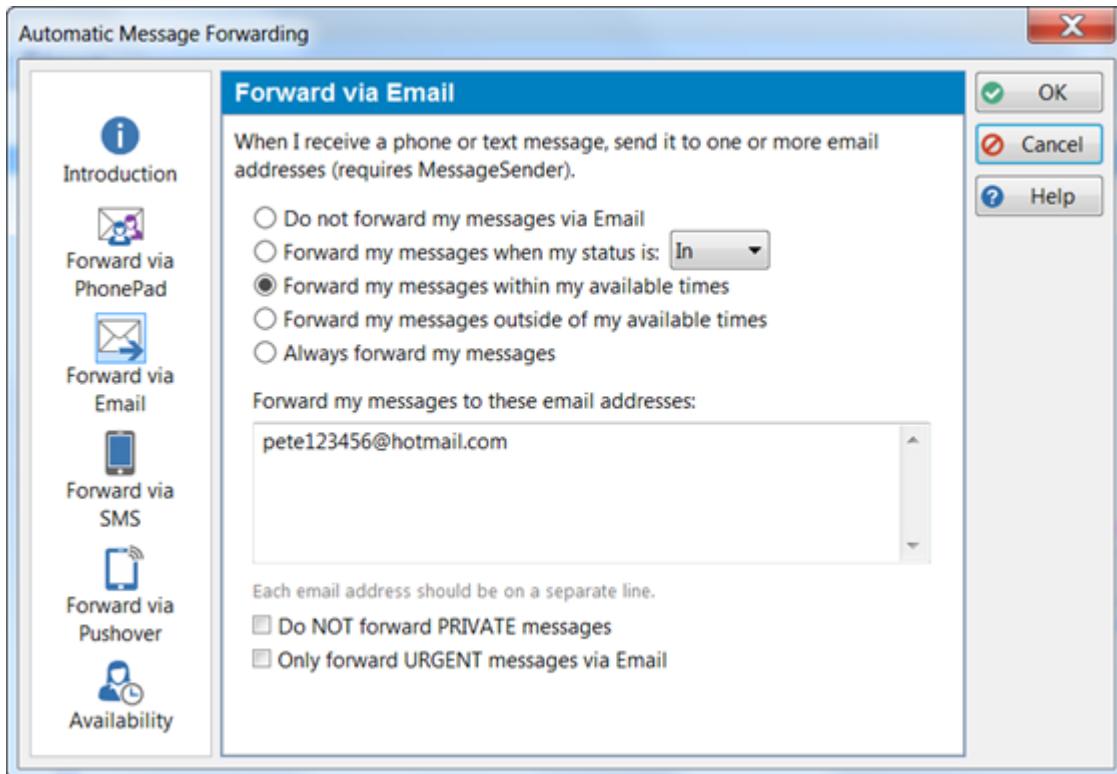 Automatic Message Forwarding
Introduction
Forward via
PhonePad
Forward via
Email
Forward via
SMS
Forward via
Pushover
Availability
Forward via Email
When I receive a phone or text message, send it to one or more email
addresses (requires MessageSender).
Do not forward my messages via Email
Forward my messages when my status is: In
Forward my messages within my available times
Forward my messages outside of my available times
Always forward my messages
Forward my messages to these email addresses:
pete123456@hotmail.com
Each email address should be on a separate line.
Do NOT forward PRIVATE messages
Only forward URGENT messages via Email
OK
Cancel
Help